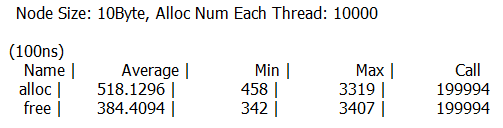 Node Size: 10Byte, Alloc Num Each Thread: 10000
(100ns)
Name | Average | Min | Max | Call
alloc | 518.1296 | 458 | 3319 | 199994
free | 384.4094 | 342 | 3407 | 199994